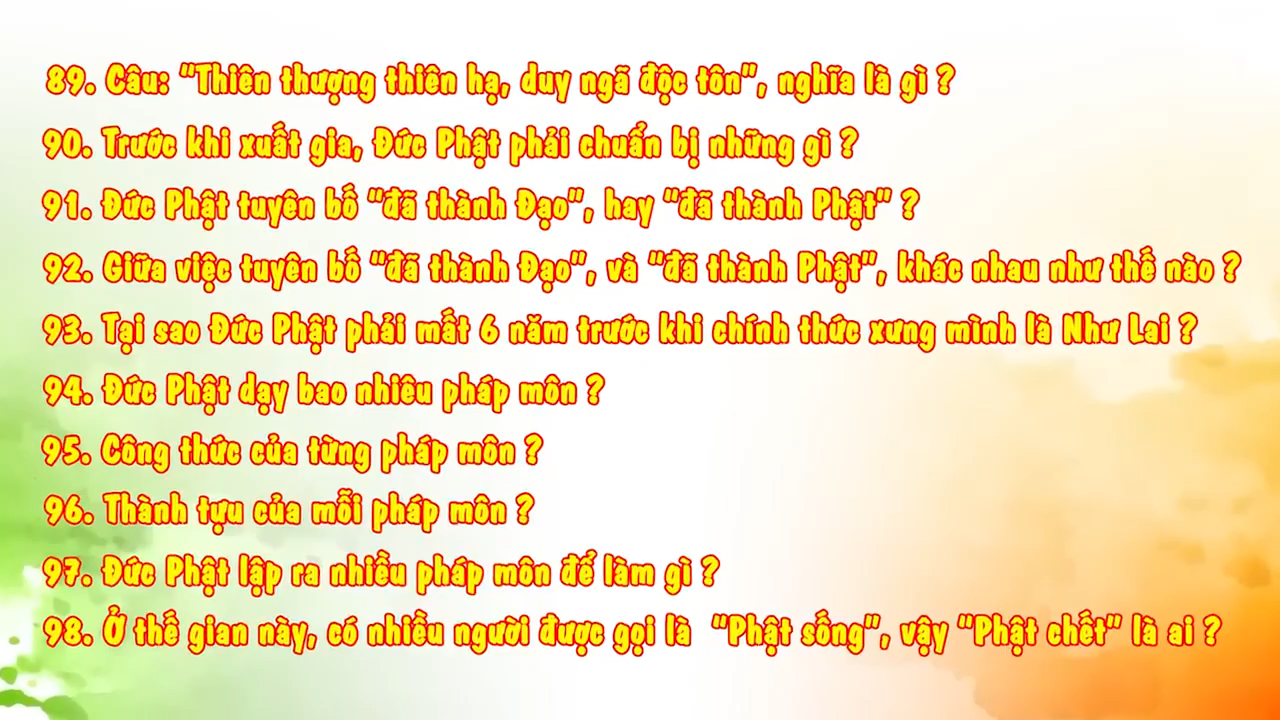 89. Câu: "Thiên thượng thiên hạ, duy ngã độc tôn", nghĩa là gì ?
90. Trước khi xuất gia, Đức Phật phải chuẩn bị những gì ?
91. Đức Phật tuyên bố "đã thành Đạo", hay "đã thành Phật" ?
92. Giữa việc tuyên bố "đã thành Đạo", và "đã thành Phật", khác nhau như thế nào ?
93. Tại sao Đức Phật phải mất 6 năm trước khi chính thức xưng mình là Như Lai ?
94. Đức Phật dạy bao nhiêu pháp môn ?
95. Công thức của từng pháp môn ?
96. Thành tựu của mỗi pháp môn ?
97. Đức Phật lập ra nhiều pháp môn để làm gì ?
98. Ở thế gian này, có nhiều người được gọi là "Phật sống", vậy "Phật chết" là ai ?